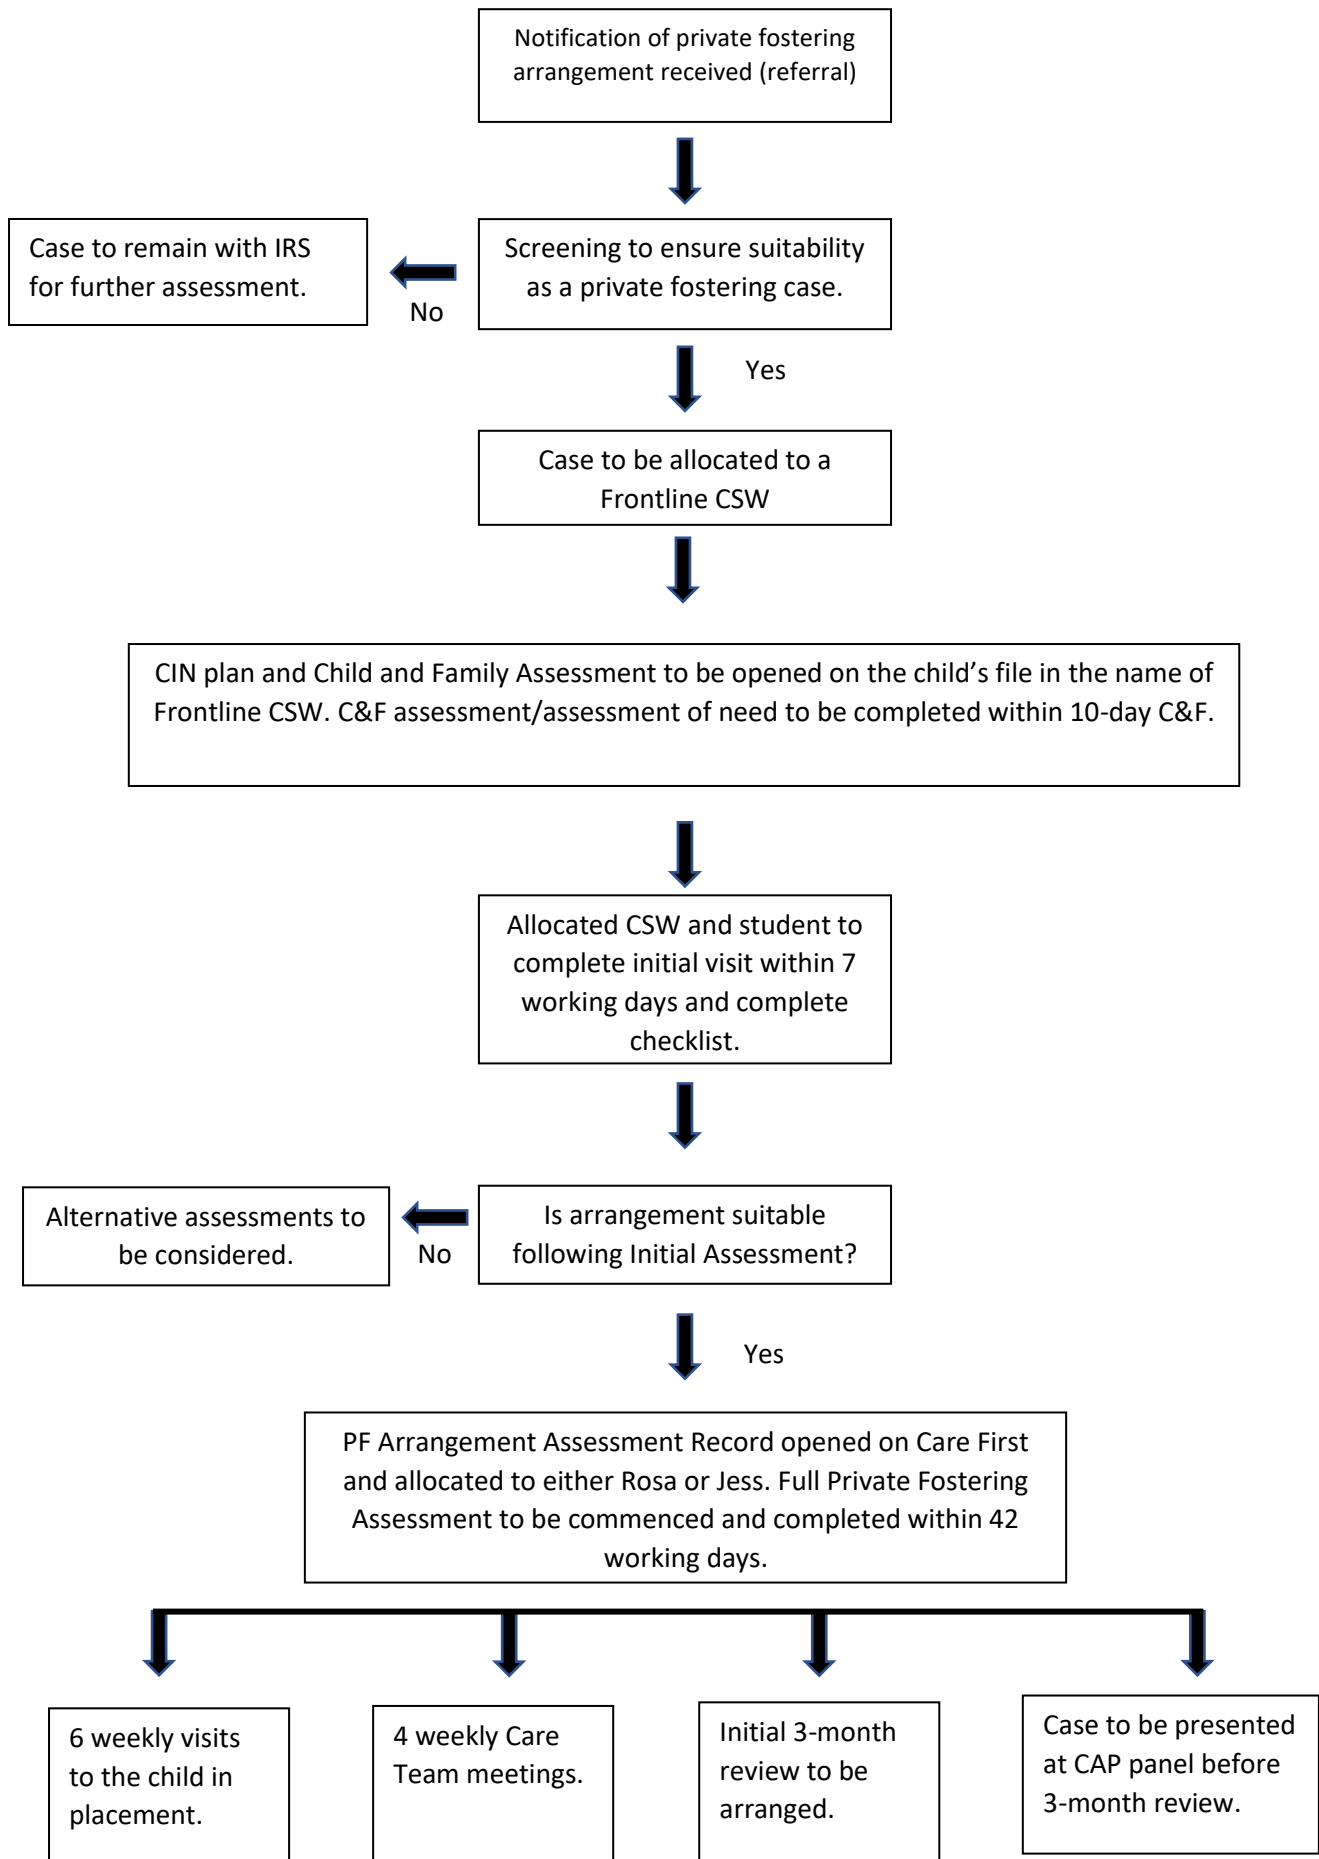 Notification of private fostering
arrangement received (referral)
Case to remain with IRS
for further assessment.
No
Screening to ensure suitability
as a private fostering case.
Yes
Case to be allocated to a
Frontline CSW
CIN plan and Child and Family Assessment to be opened on the child’s file in the name of
Frontline CSW. C&F assessment/assessment of need to be completed within 10-day C&F.
Allocated CSW and student to
complete initial visit within 7
working days and complete
checklist.
Alternative assessments to
be considered.
No
Is arrangement suitable
following Initial Assessment?
Yes
PF Arrangement Assessment Record opened on Care First
and allocated to either Rosa or Jess. Full Private Fostering
Assessment to be commenced and completed within 42
working days.
6 weekly visits
to the child in
placement.
4 weekly Care
Team meetings.
Initial 3-month
review to be
arranged.
Case to be presented
at CAP panel before
3-month review.